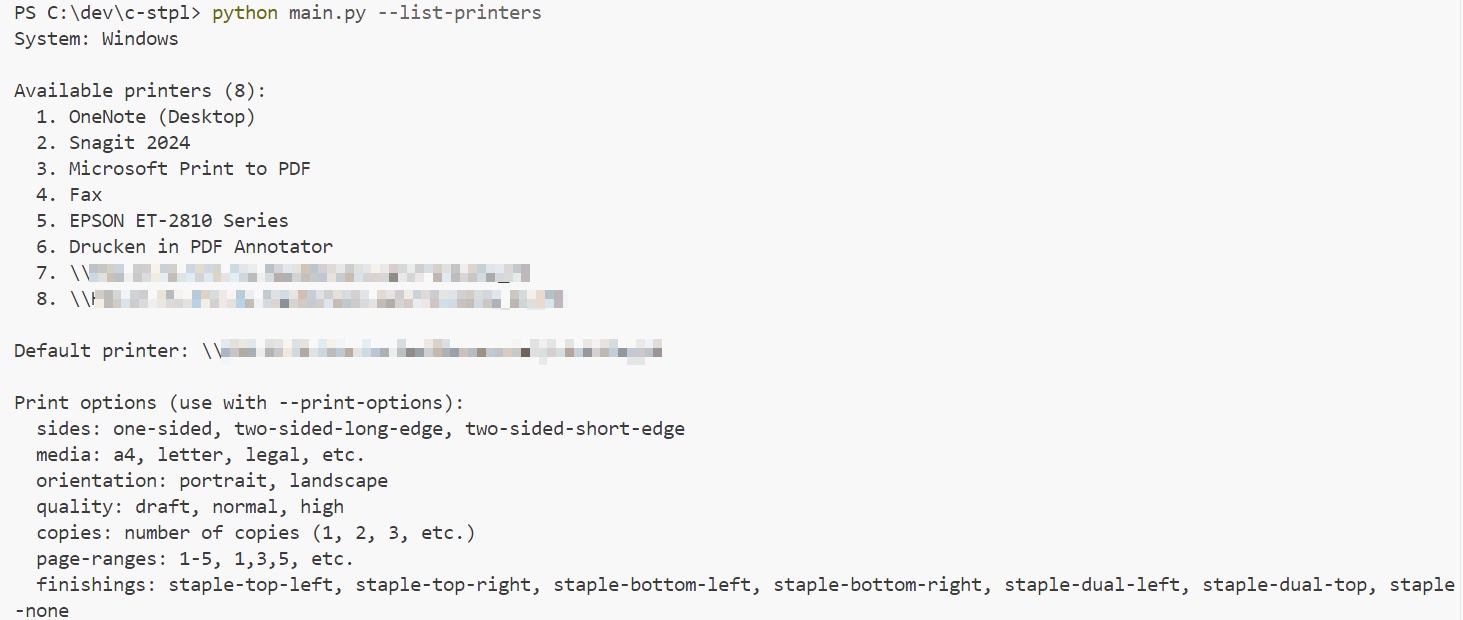 PS C:\dev\c-stpl> python main.py --list-printers
System: Windows
Available printers (8):
1. OneNote (Desktop)
2. Snagit 2024
3. Microsoft Print to PDF
4. Fax
5. EPSON ET-2810 Series
6. Drucken in PDF Annotator
7. \\
8. \\
Default printer: \\
Print options (use with --print-options):
sides: one-sided, two-sided-long-edge, two-sided-short-edge
media: a4, letter, legal, etc.
orientation: portrait, landscape
quality: draft, normal, high
copies: number of copies (1, 2, 3, etc.)
page-ranges: 1-5, 1,3,5, etc.
finishings: staple-top-left, staple-top-right, staple-bottom-left, staple-bottom-right, staple-dual-left, staple-dual-top, staple
-none